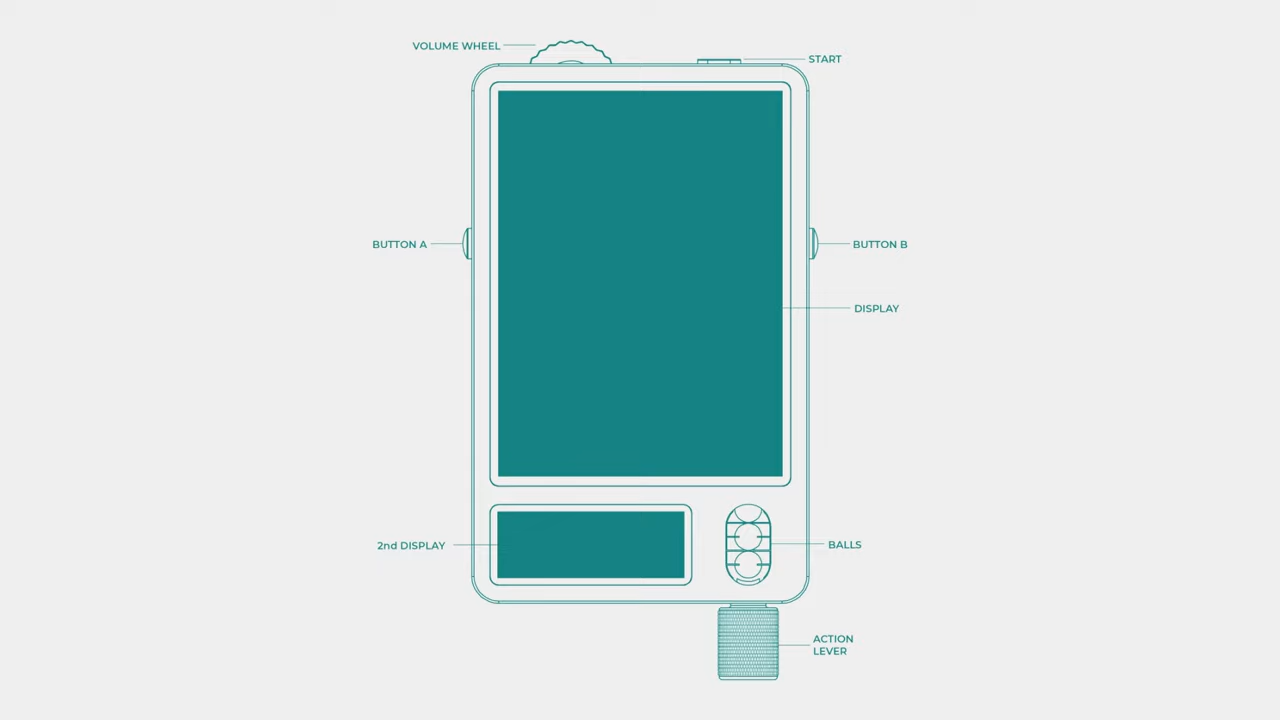 VOLUME WHEEL
START
BUTTON A
BUTTON B
DISPLAY
2nd DISPLAY
BALLS
ACTION
LEVER